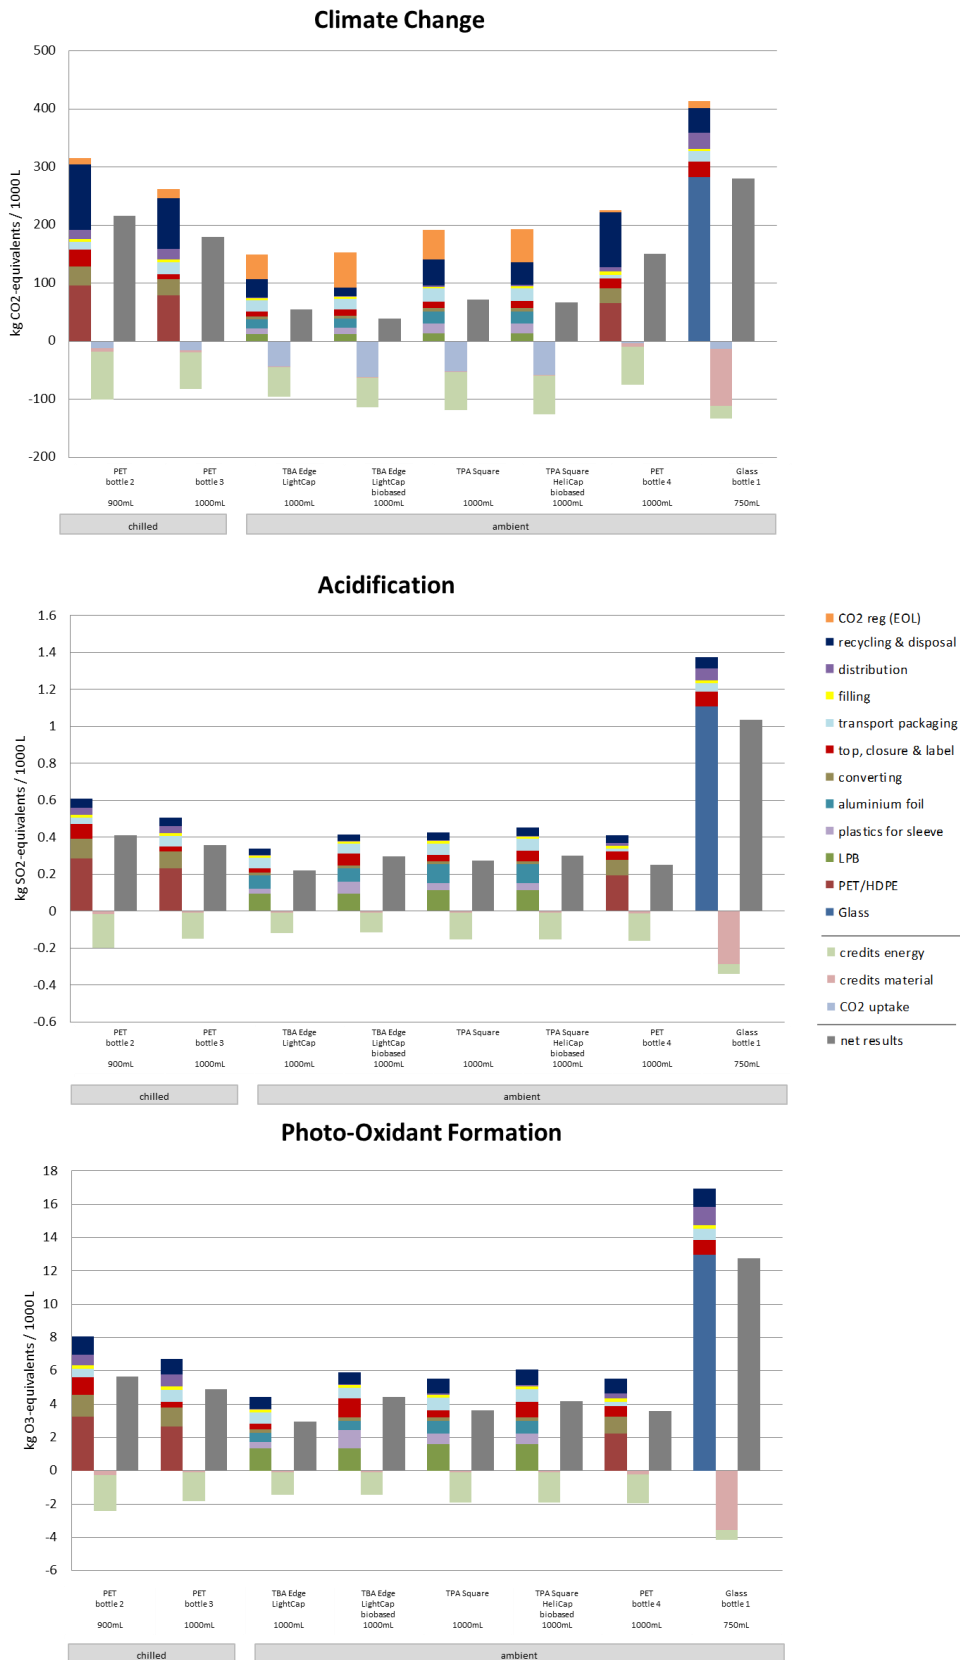 Climate Change
kg CO2-equivalents / 1000 L
500
400
300
200
100
0
-100
-200
PET bottle 2 900mL
PET bottle 3 1000mL
TBA Edge LightCap 1000mL
TBA Edge LightCap biobased 1000mL
TPA Square 1000mL
TPA Square HeliCap biobased 1000mL
PET bottle 4 1000mL
Glass bottle 1 750mL
chilled
ambient
Acidification
kg SO2-equivalents / 1000 L
1.6
1.4
1.2
1
0.8
0.6
0.4
0.2
0
-0.2
-0.4
-0.6
PET bottle 2 900mL
PET bottle 3 1000mL
TBA Edge LightCap 1000mL
TBA Edge LightCap biobased 1000mL
TPA Square 1000mL
TPA Square HeliCap biobased 1000mL
PET bottle 4 1000mL
Glass bottle 1 750mL
chilled
ambient
CO2 reg (EOL)
recycling & disposal
distribution
filling
transport packaging
top, closure & label
converting
aluminium foil
plastics for sleeve
LPB
PET/HDPE
Glass
credits energy
credits material
CO2 uptake
net results
Photo-Oxidant Formation
kg O3-equivalents / 1000 L
18
16
14
12
10
8
6
4
2
0
-2
-4
-6
PET bottle 2 900mL
PET bottle 3 1000mL
TBA Edge LightCap 1000mL
TBA Edge LightCap biobased 1000mL
TPA Square 1000mL
TPA Square HeliCap biobased 1000mL
PET bottle 4 1000mL
Glass bottle 1 750mL
chilled
ambient